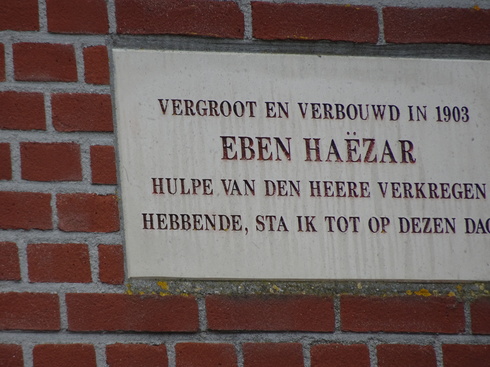 VERGROOT EN VERBOUWD IN 1903
EBEN HAËZAR
HULPE VAN DEN HEERE VERKREGEN
HEBBENDE, STA IK TOT OP DEZEN DAG